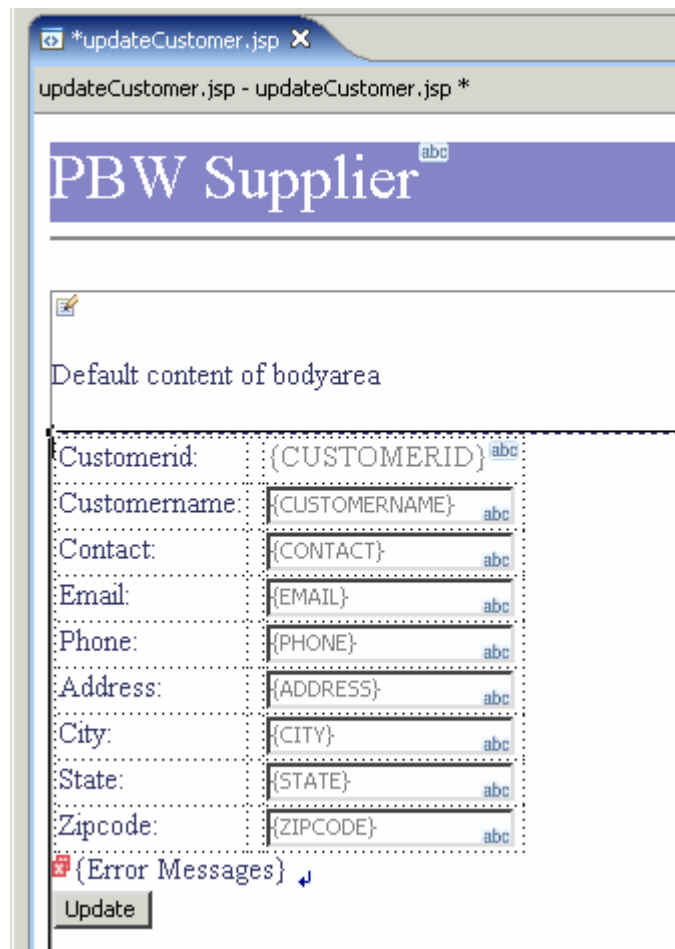 *updateCustomer.jsp
updateCustomer.jsp - updateCustomer.jsp *
PBW Supplier abc
Default content of bodyarea
Customerid: {CUSTOMERID} abc
Customername: {CUSTOMERNAME} abc
Contact: {CONTACT} abc
Email: {EMAIL} abc
Phone: {PHONE} abc
Address: {ADDRESS} abc
City: {CITY} abc
State: {STATE} abc
Zipcode: {ZIPCODE} abc
{Error Messages}
Update